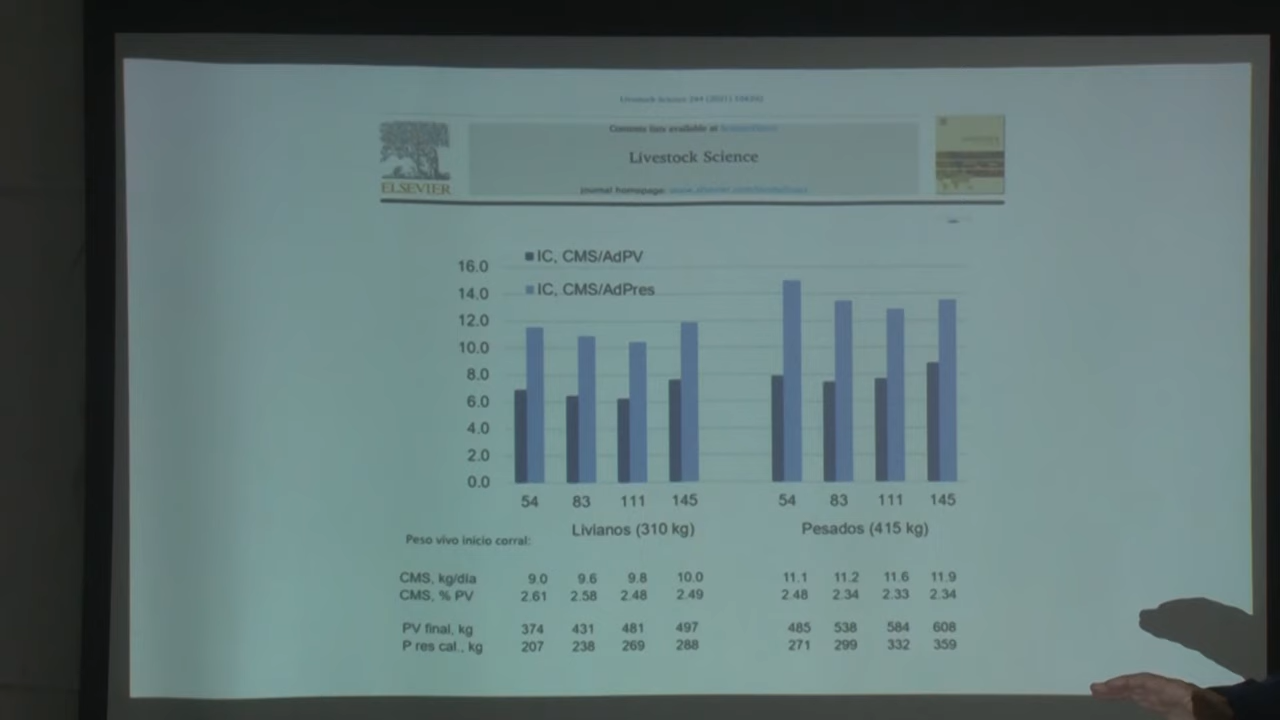 Livestock Science
ELSEVIER
journal homepage:
IC, CMS/AdPV
IC, CMS/AdPres
16.0
14.0
12.0
10.0
8.0
6.0
4.0
2.0
0.0
54 83 111 145 54 83 111 145
Livianos (310 kg) Pesados (415 kg)
Peso vivo inicio corral:
CMS, kg/día 9.0 9.6 9.8 10.0 11.1 11.2 11.6 11.9
CMS, % PV 2.61 2.58 2.48 2.49 2.48 2.34 2.33 2.34
PV final, kg 374 431 481 497 485 538 584 608
P res cal., kg 207 238 269 288 271 299 332 359